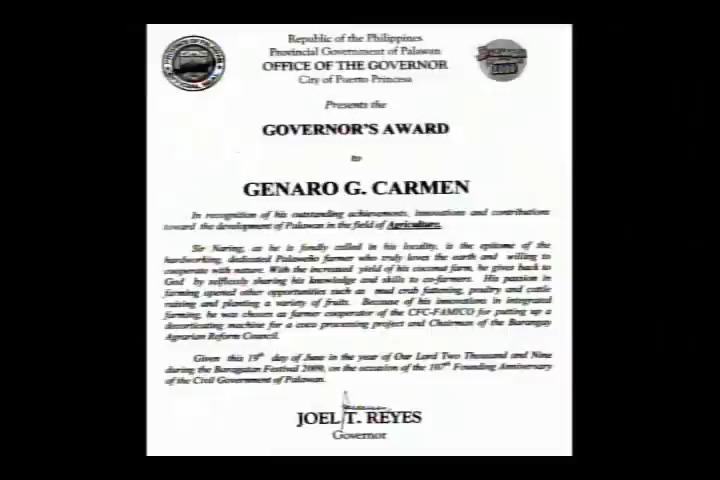 Republic of the Philippines
Provincial Government of Palawan
OFFICE OF THE GOVERNOR
City of Puerto Princesa
Presents the
GOVERNOR'S AWARD
to
GENARO G. CARMEN
In recognition of his outstanding achievements, innovations and contributions
toward the development of Palawan in the field of Agriculture.
Sir Naring, as he is fondly called in his locality, is the epitome of the
hardworking, dedicated Palaweño farmer who truly loves the earth and willing to
cooperate with nature. With the increased yield of his coconut farm, he gives back to
God by selflessly sharing his knowledge and skills to co-farmers. His passion in
farming opened other opportunities such as mud crab fattening, poultry and cattle
raising and planting a variety of fruits. Because of his innovations in integrated
farming, he was chosen as farmer cooperator of the CFC-FAMICO for putting up a
decorticating machine for a coco processing project and Chairman of the Barangay
Agrarian Reform Council.
Given this 19th day of June in the year of Our Lord Two Thousand and Nine
during the Baragatan Festival 2009, on the occasion of the 107th Founding Anniversary
of the Civil Government of Palawan.
JOEL T. REYES
Governor